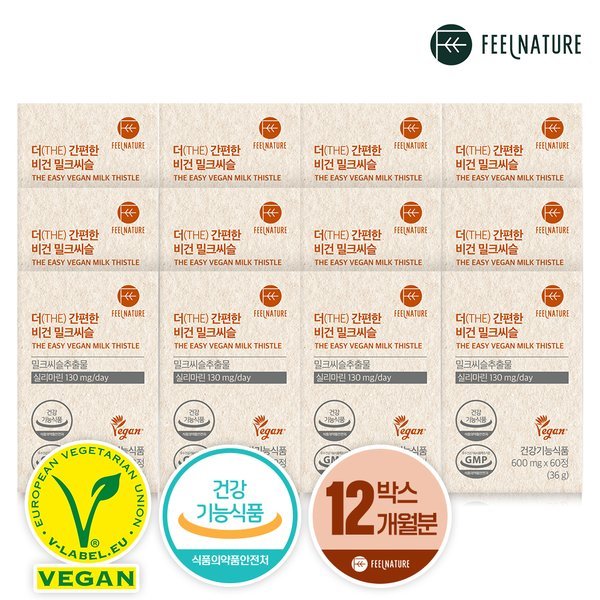 FEELNATURE
더(THE) 간편한
비건 밀크씨슬
THE EASY VEGAN MILK THISTLE
FEELNATURE
더(THE) 간편한
비건 밀크씨슬
THE EASY VEGAN MILK THISTLE
FEELNATURE
더(THE) 간편한
비건 밀크씨슬
THE EASY VEGAN MILK THISTLE
FEELNATURE
더(THE) 간편한
비건 밀크씨슬
THE EASY VEGAN MILK THISTLE
FEELNATURE
더(THE) 간편한
비건 밀크씨슬
THE EASY VEGAN MILK THISTLE
FEELNATURE
더(THE) 간편한
비건 밀크씨슬
THE EASY VEGAN MILK THISTLE
FEELNATURE
더(THE) 간편한
비건 밀크씨슬
THE EASY VEGAN MILK THISTLE
FEELNATURE
더(THE) 간편한
비건 밀크씨슬
THE EASY VEGAN MILK THISTLE
FEELNATURE
더(THE) 간편한
비건 밀크씨슬
THE EASY VEGAN MILK THISTLE
FEELNATURE
밀크씨슬추출물
실리마린 130 mg/day
건강
기능식품
Vegan
더(THE) 간편한
비건 밀크씨슬
THE EASY VEGAN MILK THISTLE
FEELNATURE
밀크씨슬추출물
실리마린 130 mg/day
건강
기능식품
Vegan
더(THE) 간편한
비건 밀크씨슬
THE EASY VEGAN MILK THISTLE
FEELNATURE
밀크씨슬추출물
실리마린 130 mg/day
건강
기능식품
Vegan
더(THE) 간편한
비건 밀크씨슬
THE EASY VEGAN MILK THISTLE
FEELNATURE
밀크씨슬추출물
실리마린 130 mg/day
건강
기능식품
Vegan
GMP
건강기능식품
600 mg x 60정
(36 g)
EUROPEAN VEGETARIAN UNION
V-LABEL.EU
VEGAN
건강
기능식품
식품의약품안전처
12박스
개월분
FEELNATURE